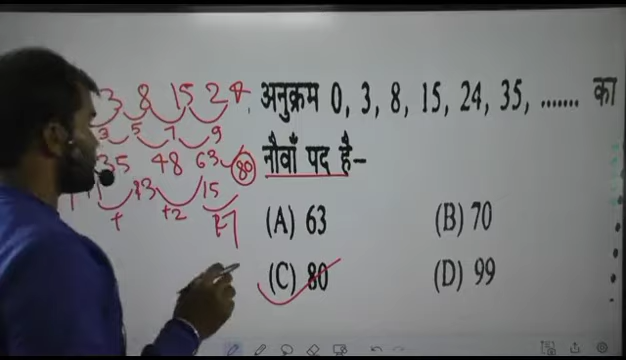 3 8 15 24
अनुक्रम 0, 3, 8, 15, 24, 35, ....... का
3 5 7 9
35 48 63 80
नौवाँ पद है–
13 15 17
+2
(A) 63 (B) 70
(C) 80 (D) 99